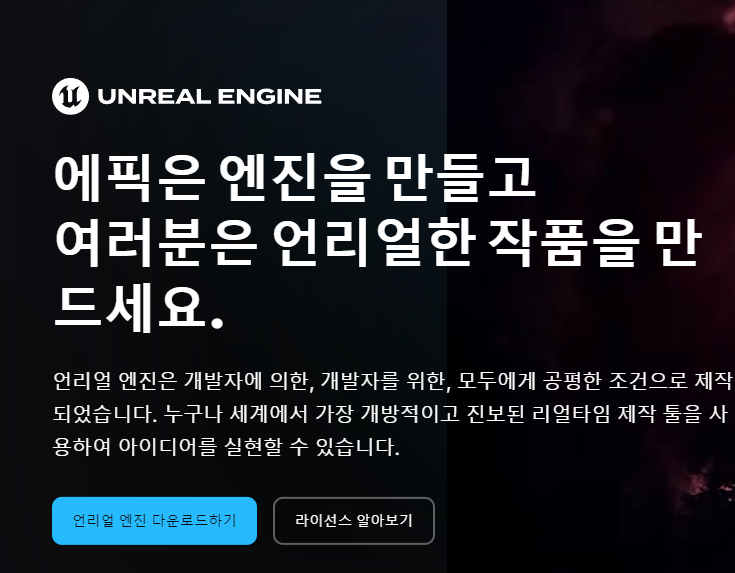 UNREAL ENGINE
에픽은 엔진을 만들고
여러분은 언리얼한 작품을 만
드세요.
언리얼 엔진은 개발자에 의한, 개발자를 위한, 모두에게 공평한 조건으로 제작
되었습니다. 누구나 세계에서 가장 개방적이고 진보된 리얼타임 제작 툴을 사
용하여 아이디어를 실현할 수 있습니다.
언리얼 엔진 다운로드하기
라이선스 알아보기